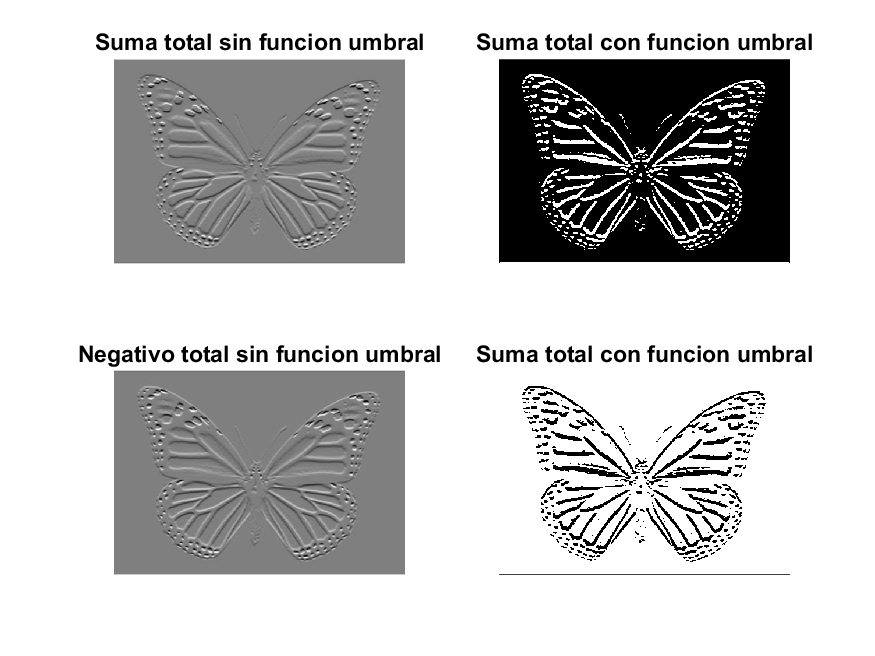 Suma total sin funcion umbral
Suma total con funcion umbral
Negativo total sin funcion umbral
Suma total con funcion umbral